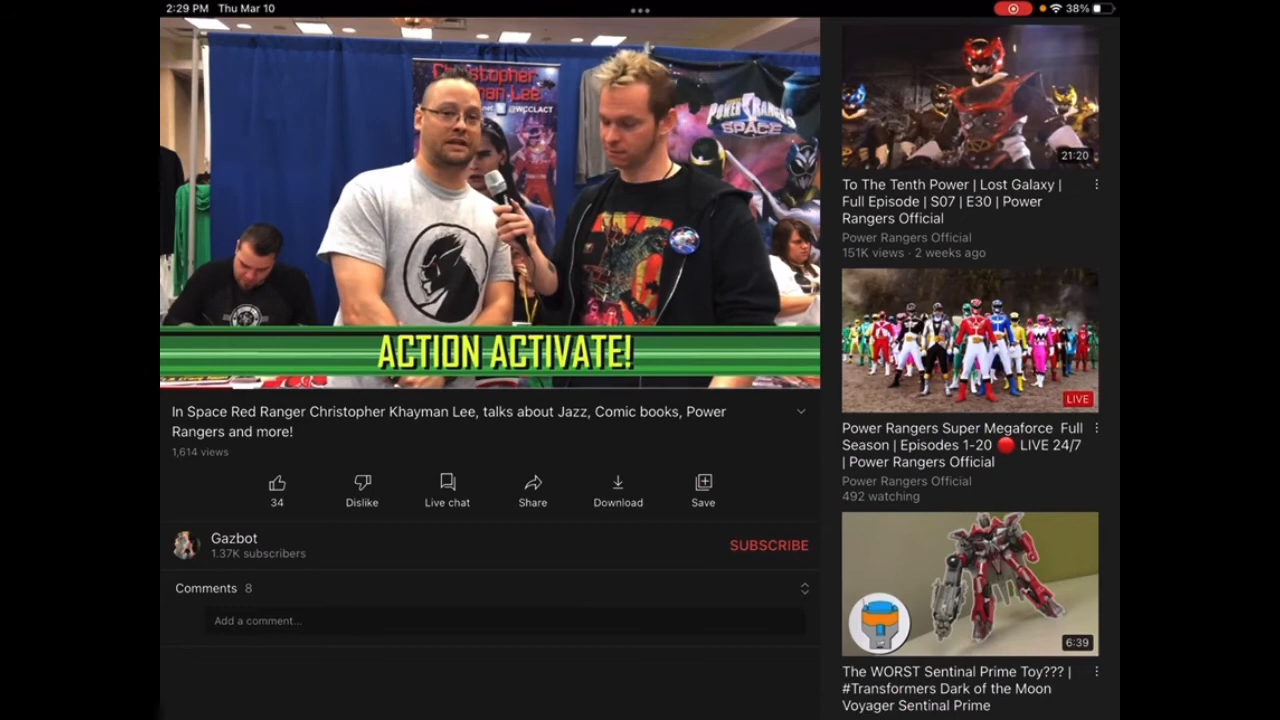 2:29 PM Thu Mar 10
38%
Christopher
man Lee
@WCCLACT
POWER RANGERS
SPACE
ACTION ACTIVATE!
In Space Red Ranger Christopher Khayman Lee, talks about Jazz, Comic books, Power
Rangers and more!
1,614 views
34
Dislike
Live chat
Share
Download
Save
Gazbot
1.37K subscribers
SUBSCRIBE
Comments 8
Add a comment...
21:20
To The Tenth Power | Lost Galaxy |
Full Episode | S07 | E30 | Power
Rangers Official
Power Rangers Official
151K views · 2 weeks ago
LIVE
Power Rangers Super Megaforce Full
Season | Episodes 1-20 🔴 LIVE 24/7
| Power Rangers Official
Power Rangers Official
492 watching
6:39
The WORST Sentinal Prime Toy??? |
#Transformers Dark of the Moon
Voyager Sentinal Prime